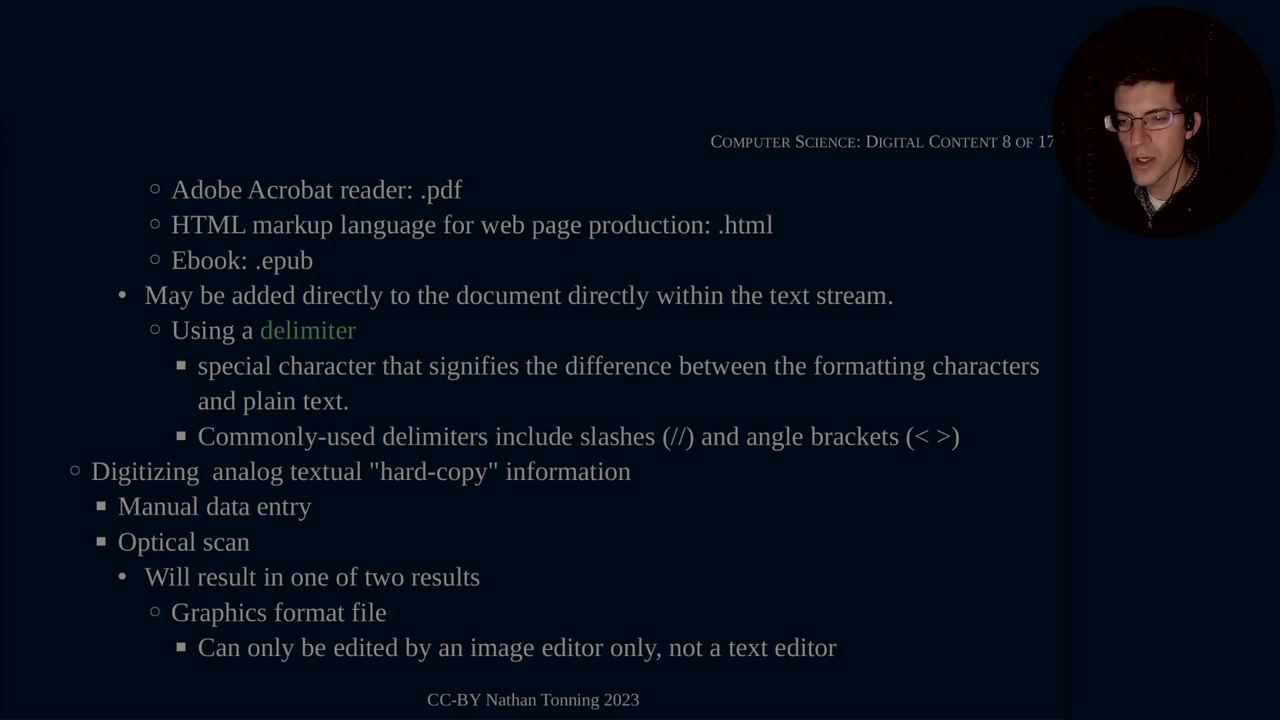 COMPUTER SCIENCE: DIGITAL CONTENT 8 OF 17
○ Adobe Acrobat reader: .pdf
○ HTML markup language for web page production: .html
○ Ebook: .epub
• May be added directly to the document directly within the text stream.
○ Using a delimiter
▪ special character that signifies the difference between the formatting characters
and plain text.
▪ Commonly-used delimiters include slashes (//) and angle brackets (< >)
○ Digitizing analog textual "hard-copy" information
▪ Manual data entry
▪ Optical scan
• Will result in one of two results
○ Graphics format file
▪ Can only be edited by an image editor only, not a text editor
CC-BY Nathan Tonning 2023